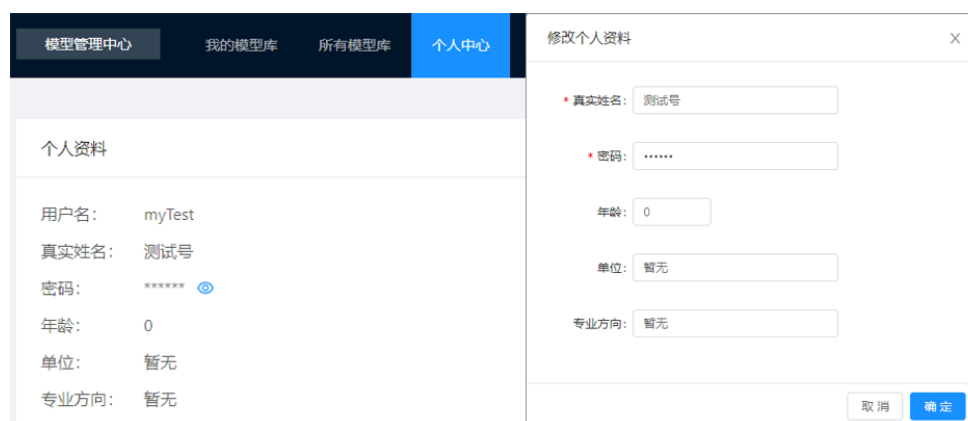 模型管理中心 我的模型库 所有模型库 个人中心
个人资料
用户名： myTest
真实姓名： 测试号
密码： ******
年龄： 0
单位： 暂无
专业方向： 暂无
修改个人资料
* 真实姓名： 测试号
* 密码： ••••••
年龄： 0
单位： 暂无
专业方向： 暂无
取消 确定